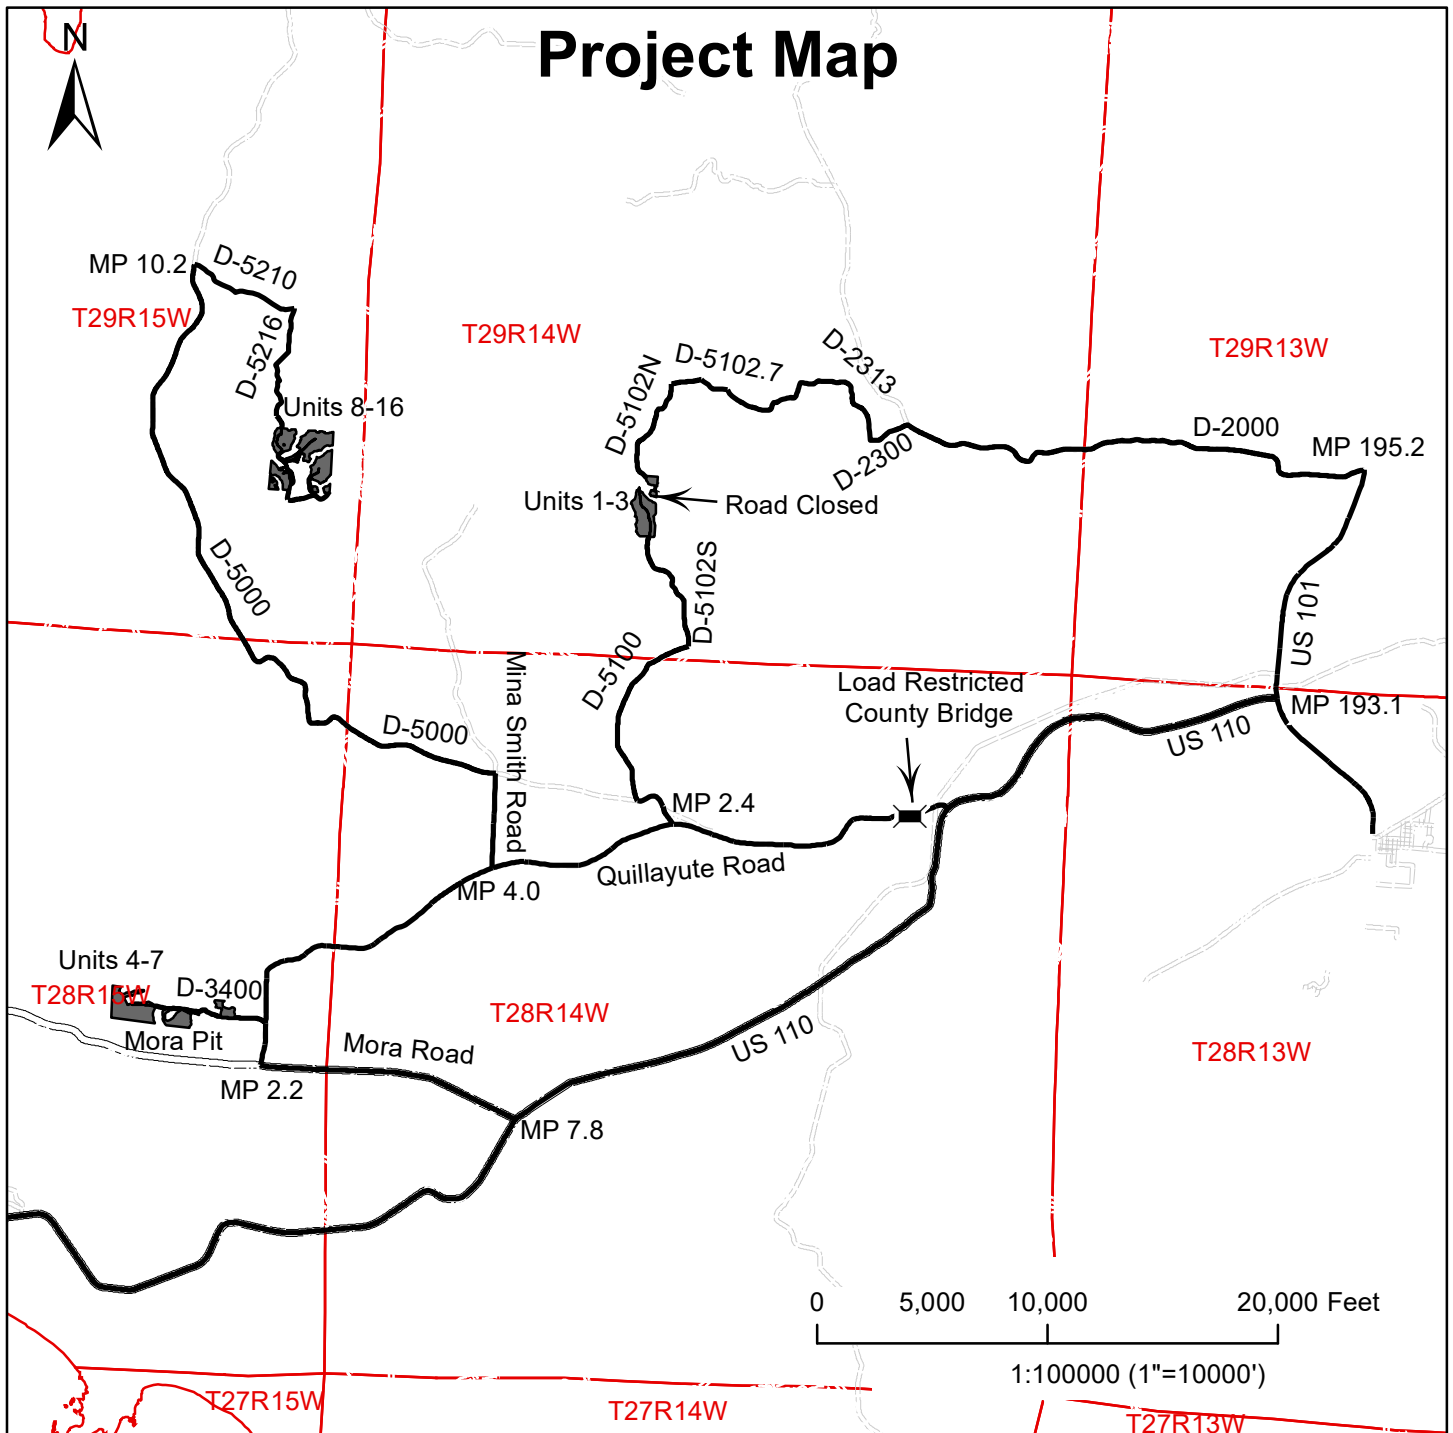 Project Map
N
MP 10.2
D-5210
T29R15W
D-5216
T29R14W
D-5102N
D-5102.7
D-2313
T29R13W
Units 8-16
D-2300
D-2000
MP 195.2
Units 1-3
Road Closed
D-5000
D-5102S
US 101
D-5100
Mina Smith Road
Load Restricted
County Bridge
MP 193.1
D-5000
US 110
MP 2.4
Quillayute Road
MP 4.0
Units 4-7
T28R15W
D-3400
T28R14W
Mora Pit
Mora Road
US 110
T28R13W
MP 2.2
MP 7.8
0 5,000 10,000 20,000 Feet
1:100000 (1"=10000')
T27R15W
T27R14W
T27R13W